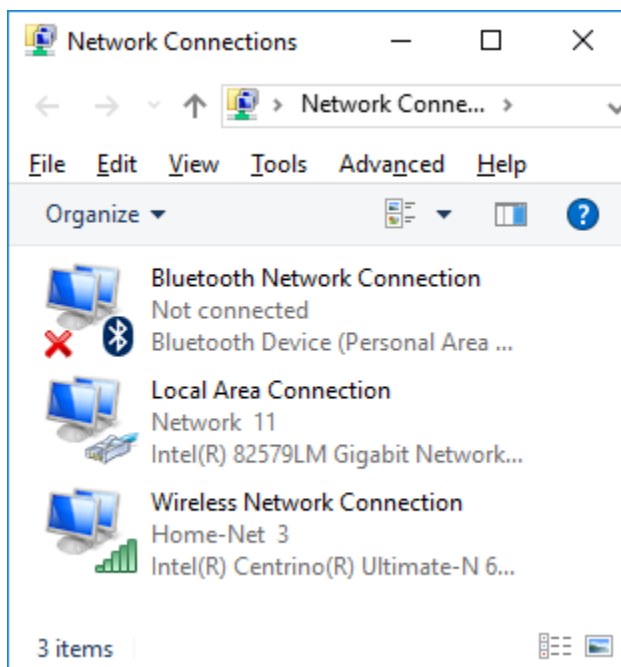 Network Connections
Network Conne...
File Edit View Tools Advanced Help
Organize
Bluetooth Network Connection
Not connected
Bluetooth Device (Personal Area ...
Local Area Connection
Network 11
Intel(R) 82579LM Gigabit Network...
Wireless Network Connection
Home-Net 3
Intel(R) Centrino(R) Ultimate-N 6...
3 items